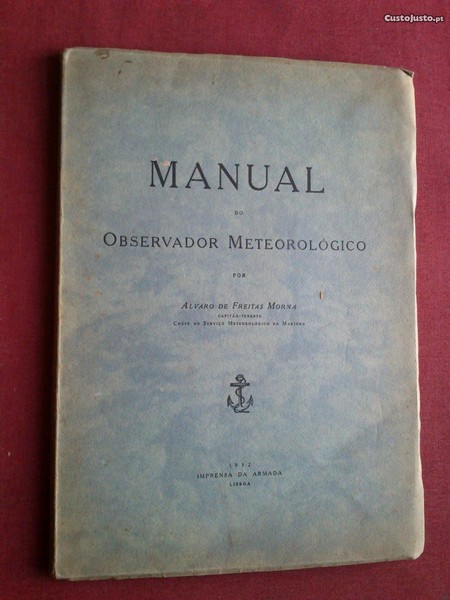 CustoJusto.pt
MANUAL
DO
OBSERVADOR METEOROLÓGICO
POR
ALVARO DE FREITAS MORNA
CAPITÃO-TENENTE
CHEFE DO SERVIÇO METEOROLÓGICO DA MARINHA
1932
IMPRENSA DA ARMADA
LISBOA